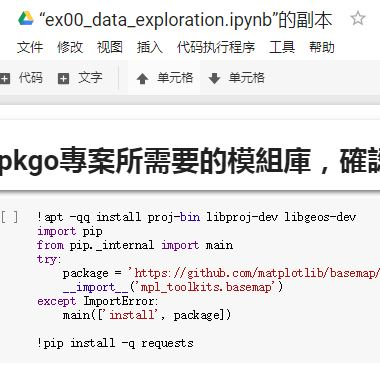 “ex00_data_exploration.ipynb”的副本
文件 修改 视图 插入 代码执行程序 工具 帮助
代码 文字 单元格 单元格
pkgo專案所需要的模組庫，確認
[ ] !apt -qq install proj-bin libproj-dev libgeos-dev
import pip
from pip._internal import main
try:
package = 'https://github.com/matplotlib/basemap/
__import__('mpl_toolkits.basemap')
except ImportError:
main(['install', package])
!pip install -q requests